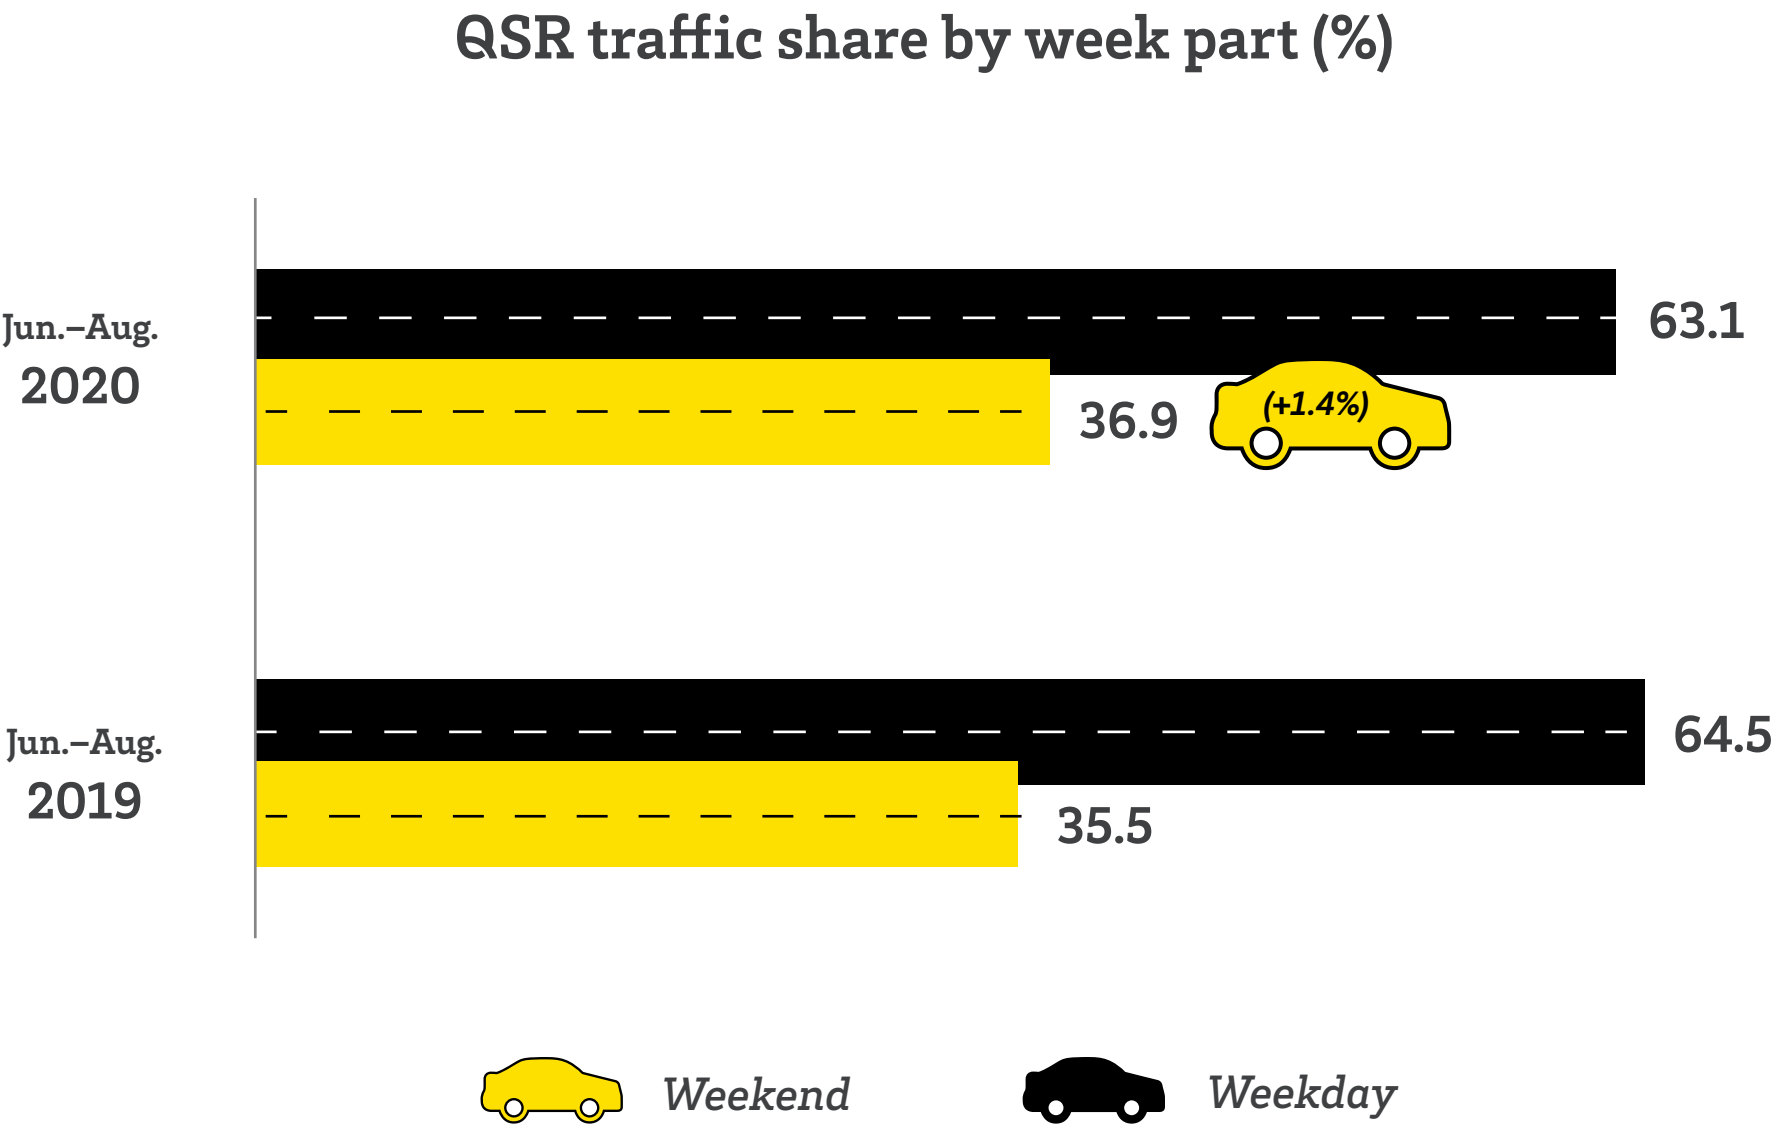 QSR traffic share by week part (%)
Jun.–Aug.
2020
63.1
36.9
(+1.4%)
Jun.–Aug.
2019
64.5
35.5
Weekend
Weekday